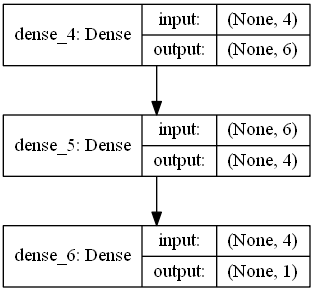 dense_4: Dense
input: (None, 4)
output: (None, 6)
dense_5: Dense
input: (None, 6)
output: (None, 4)
dense_6: Dense
input: (None, 4)
output: (None, 1)